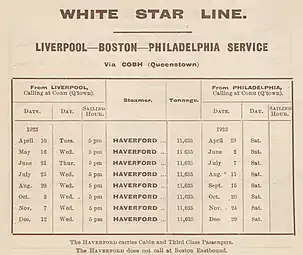 WHITE STAR LINE.
LIVERPOOL—BOSTON—PHILADELPHIA SERVICE
VIA COBH (Queenstown)
From LIVERPOOL, Calling at COBH (Q'town). Steamer. Tonnage. From PHILADELPHIA, Calling at COBH (Q'town).
DATE. DAY. SAILING HOUR. DATE. DAY. SAILING HOUR.
1923 1923
April 10 Tues. 5 pm HAVERFORD ... 11,635 April 28 Sat.
May 16 Wed. 5 pm HAVERFORD ... 11,635 June 2 Sat.
June 21 Thur. 5 pm HAVERFORD ... 11,635 July 7 Sat.
July 25 Wed. 5 pm HAVERFORD ... 11,635 Aug. 11 Sat.
Aug. 29 Wed. 5 pm HAVERFORD ... 11,635 Sept. 15 Sat.
Oct. 3 Wed. 5 pm HAVERFORD ... 11,635 Oct. 20 Sat.
Nov. 7 Wed. 5 pm HAVERFORD ... 11,635 Nov. 24 Sat.
Dec. 12 Wed. 5 pm HAVERFORD ... 11,635 Dec. 29 Sat.
The HAVERFORD carries Cabin and Third Class Passengers.
The HAVERFORD does not call at Boston Eastbound.